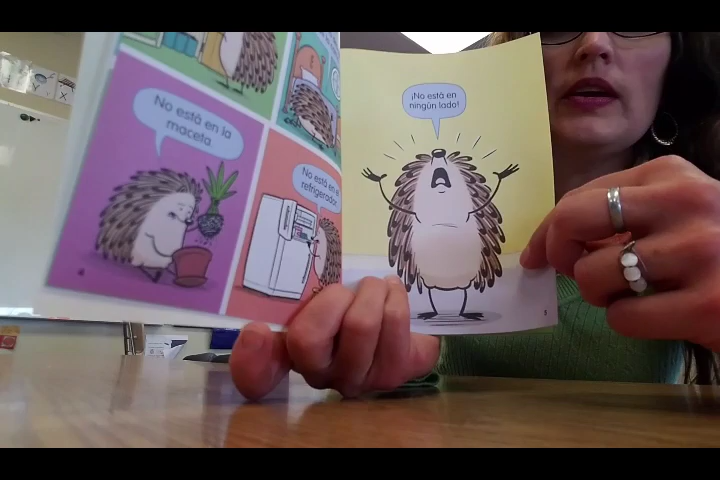 No está en la
maceta.
No está en el
refrigerador.
¡No está en
ningún lado!